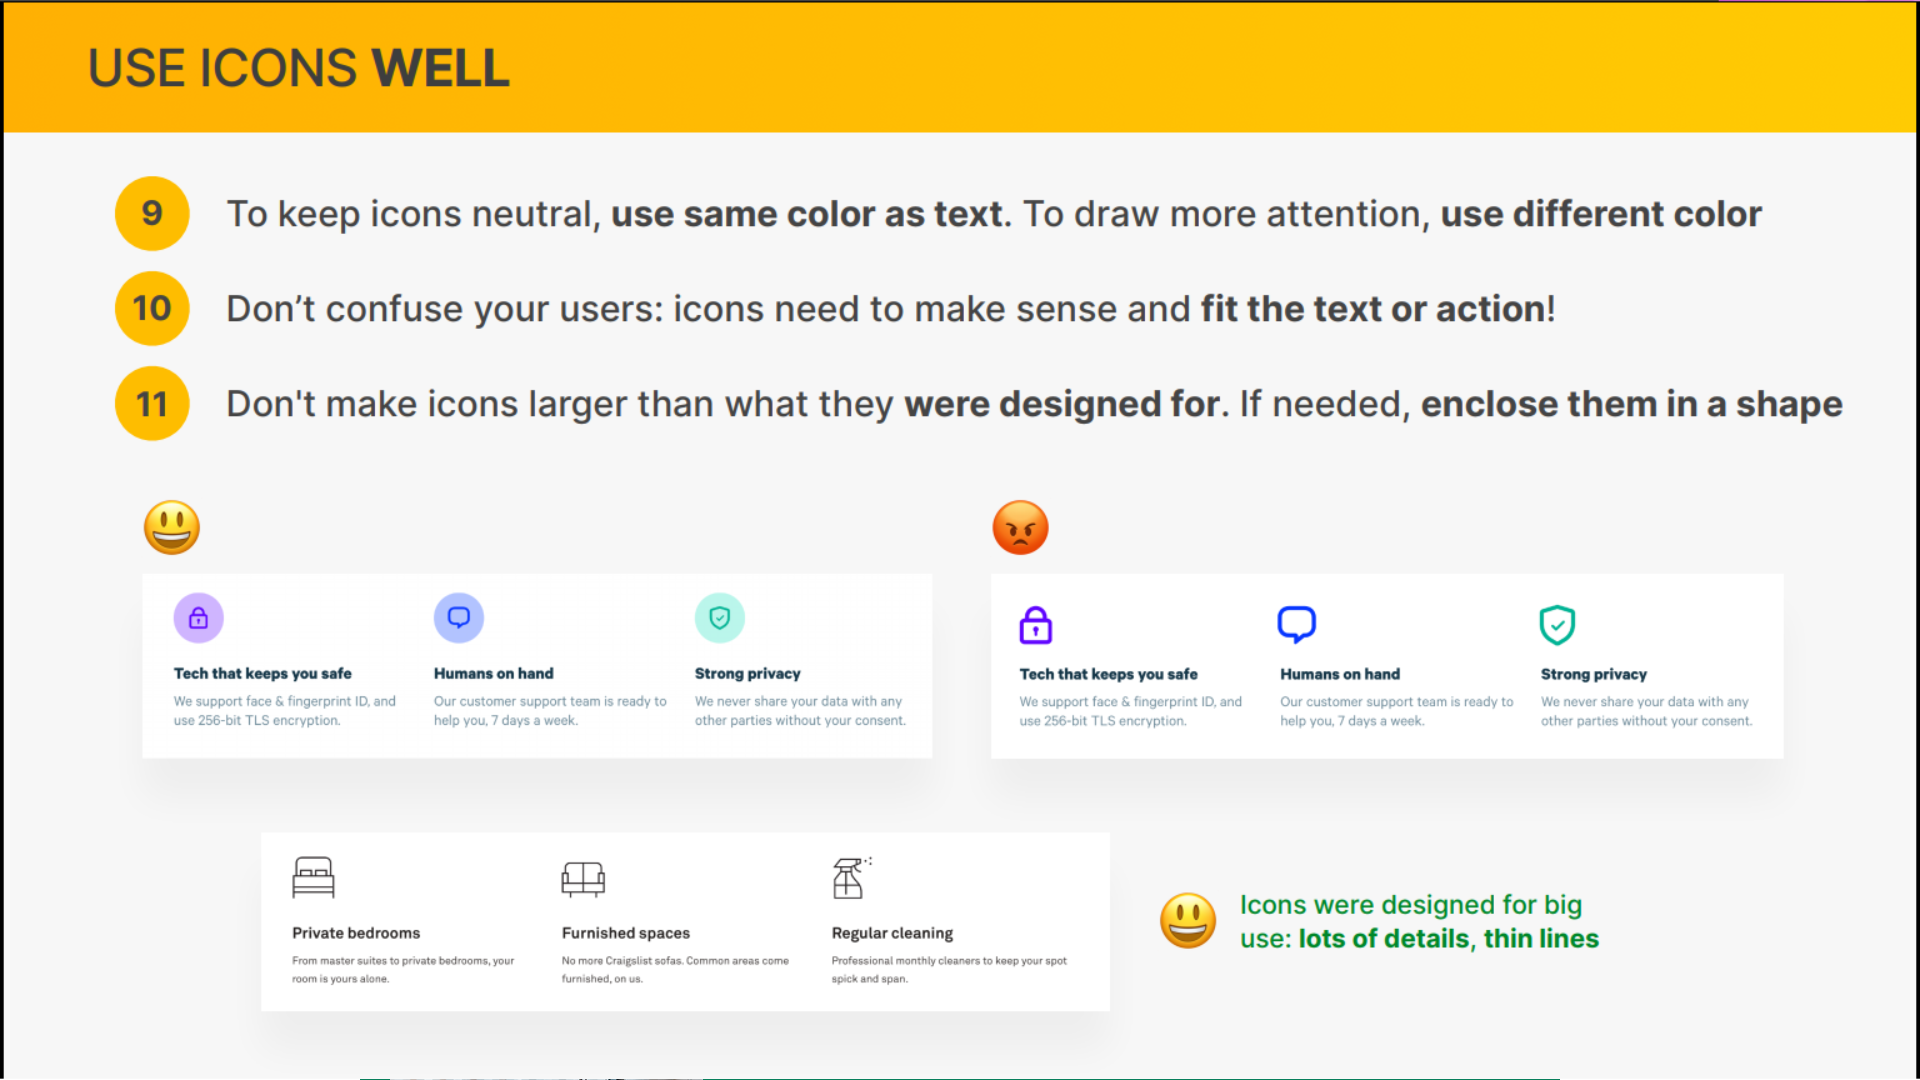 USE ICONS WELL
9 To keep icons neutral, use same color as text. To draw more attention, use different color
10 Don’t confuse your users: icons need to make sense and fit the text or action!
11 Don't make icons larger than what they were designed for. If needed, enclose them in a shape
Tech that keeps you safe
We support face & fingerprint ID, and
use 256-bit TLS encryption.
Humans on hand
Our customer support team is ready to
help you, 7 days a week.
Strong privacy
We never share your data with any
other parties without your consent.
Tech that keeps you safe
We support face & fingerprint ID, and
use 256-bit TLS encryption.
Humans on hand
Our customer support team is ready to
help you, 7 days a week.
Strong privacy
We never share your data with any
other parties without your consent.
Private bedrooms
From master suites to private bedrooms, your
room is yours alone.
Furnished spaces
No more Craigslist sofas. Common areas come
furnished, on us.
Regular cleaning
Professional monthly cleaners to keep your spot
spick and span.
Icons were designed for big
use: lots of details, thin lines